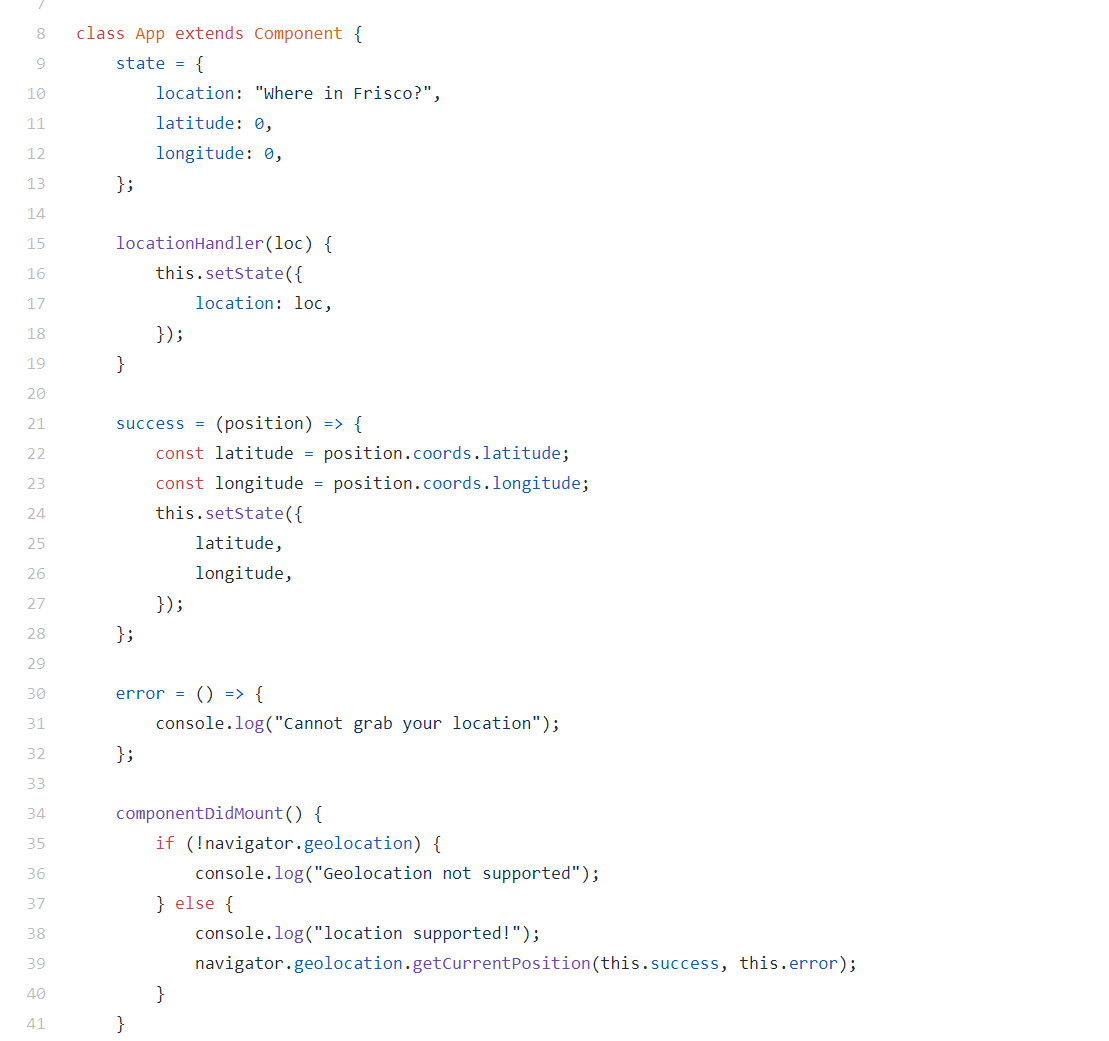 7
8 class App extends Component {
9     state = {
10         location: "Where in Frisco?",
11         latitude: 0,
12         longitude: 0,
13     };
14
15     locationHandler(loc) {
16         this.setState({
17             location: loc,
18         });
19     }
20
21     success = (position) => {
22         const latitude = position.coords.latitude;
23         const longitude = position.coords.longitude;
24         this.setState({
25             latitude,
26             longitude,
27         });
28     };
29
30     error = () => {
31         console.log("Cannot grab your location");
32     };
33
34     componentDidMount() {
35         if (!navigator.geolocation) {
36             console.log("Geolocation not supported");
37         } else {
38             console.log("location supported!");
39             navigator.geolocation.getCurrentPosition(this.success, this.error);
40         }
41     }